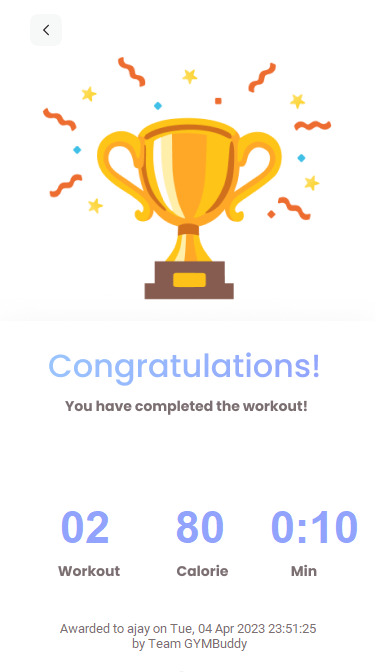 Congratulations!
You have completed the workout!
02 80 0:10
Workout Calorie Min
Awarded to ajay on Tue, 04 Apr 2023 23:51:25
by Team GYMBuddy